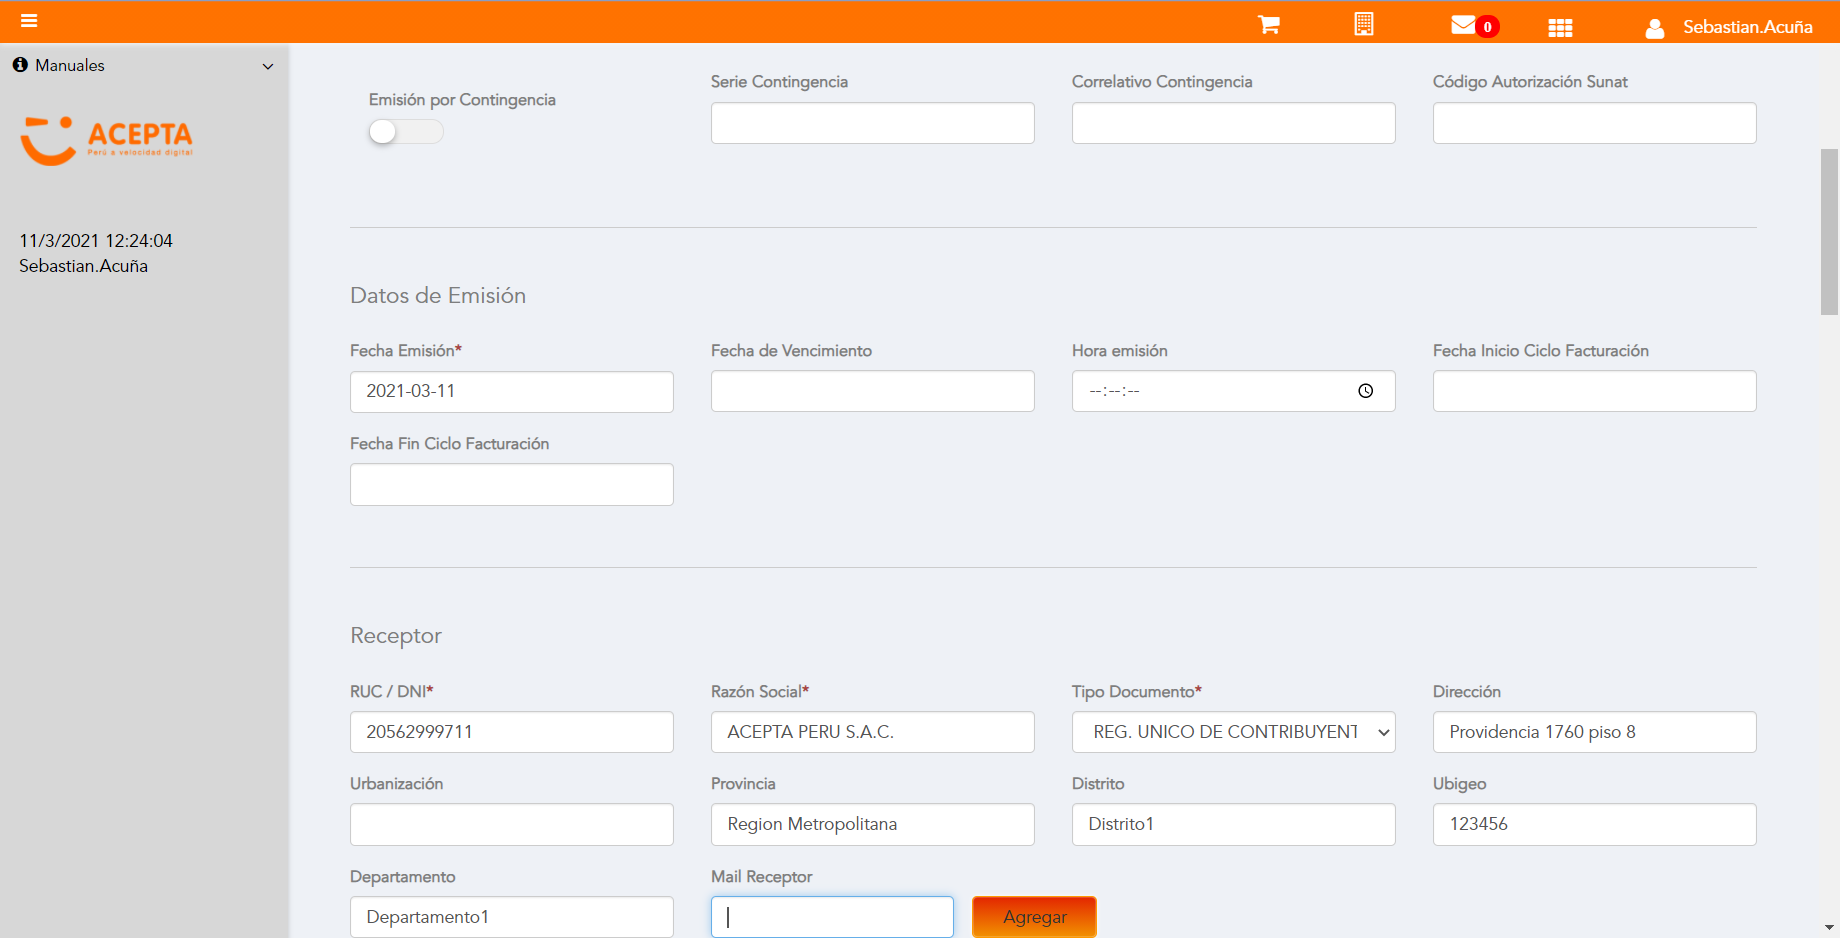 0
Sebastian.Acuña
Manuales
ACEPTA
Perú a velocidad digital
11/3/2021 12:24:04
Sebastian.Acuña
Emisión por Contingencia
Serie Contingencia
Correlativo Contingencia
Código Autorización Sunat
Datos de Emisión
Fecha Emisión*
Fecha de Vencimiento
Hora emisión
Fecha Inicio Ciclo Facturación
2021-03-11
--:--:--
Fecha Fin Ciclo Facturación
Receptor
RUC / DNI*
Razón Social*
Tipo Documento*
Dirección
20562999711
ACEPTA PERU S.A.C.
REG. UNICO DE CONTRIBUYENT
Providencia 1760 piso 8
Urbanización
Provincia
Distrito
Ubigeo
Region Metropolitana
Distrito1
123456
Departamento
Mail Receptor
Departamento1
Agregar